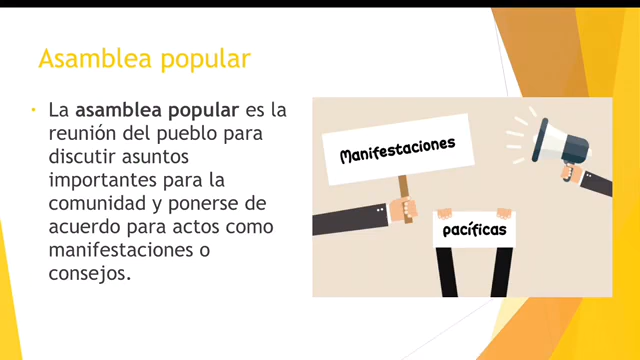 Asamblea popular
La asamblea popular es la
reunión del pueblo para
discutir asuntos
importantes para la
comunidad y ponerse de
acuerdo para actos como
manifestaciones o
consejos.
Manifestaciones
pacíficas